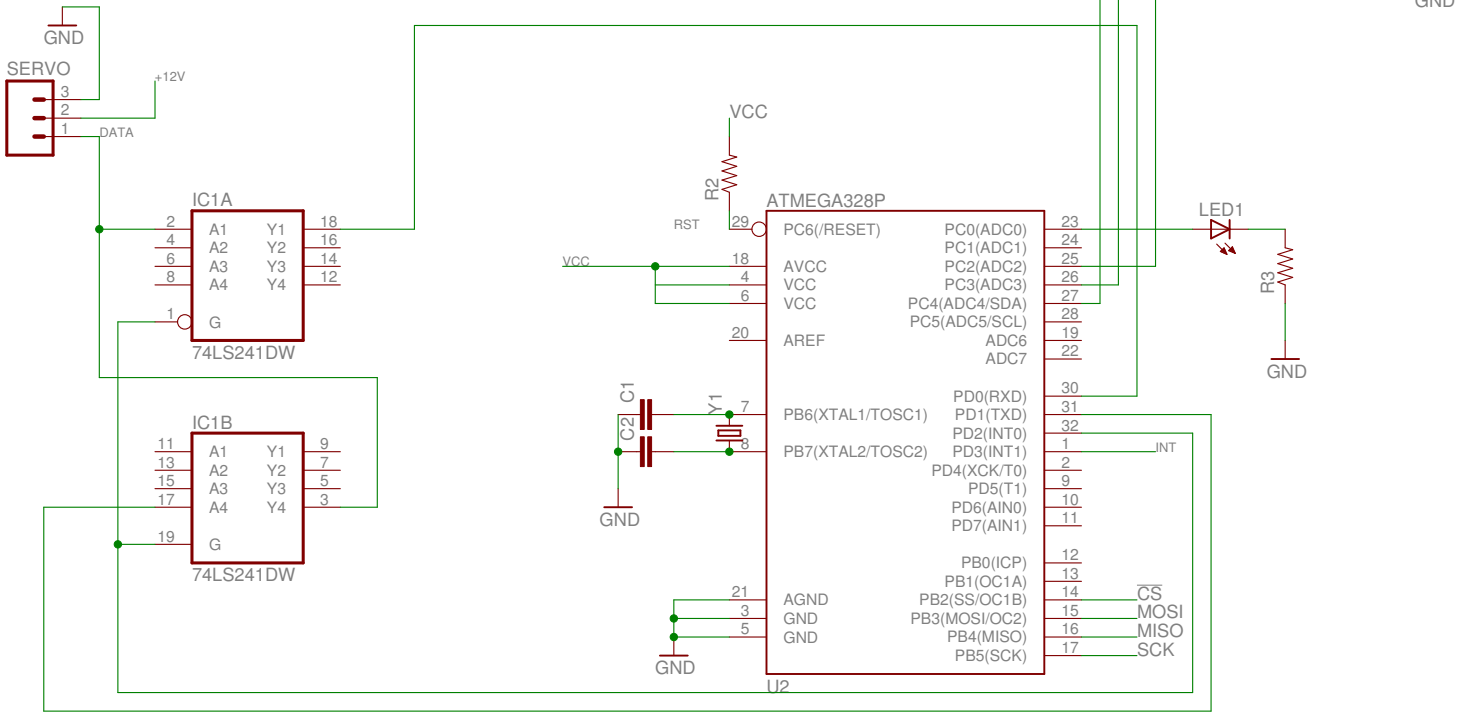 GND
GND
SERVO
3
2
1
+12V
DATA
IC1A
2 A1 Y1 18
4 A2 Y2 16
6 A3 Y3 14
8 A4 Y4 12
1 G
74LS241DW
IC1B
11 A1 Y1 9
13 A2 Y2 7
15 A3 Y3 5
17 A4 Y4 3
19 G
74LS241DW
VCC
R2
RST
VCC
C1
C2
Y1
GND
GND
ATMEGA328P
29 PC6(/RESET)
18 AVCC
4 VCC
6 VCC
20 AREF
7 PB6(XTAL1/TOSC1)
8 PB7(XTAL2/TOSC2)
21 AGND
3 GND
5 GND
PC0(ADC0) 23
PC1(ADC1) 24
PC2(ADC2) 25
PC3(ADC3) 26
PC4(ADC4/SDA) 27
PC5(ADC5/SCL) 28
ADC6 19
ADC7 22
PD0(RXD) 30
PD1(TXD) 31
PD2(INT0) 32
PD3(INT1) 1 INT
PD4(XCK/T0) 2
PD5(T1) 9
PD6(AIN0) 10
PD7(AIN1) 11
PB0(ICP) 12
PB1(OC1A) 13
PB2(SS/OC1B) 14 CS
PB3(MOSI/OC2) 15 MOSI
PB4(MISO) 16 MISO
PB5(SCK) 17 SCK
U2
LED1
R3
GND